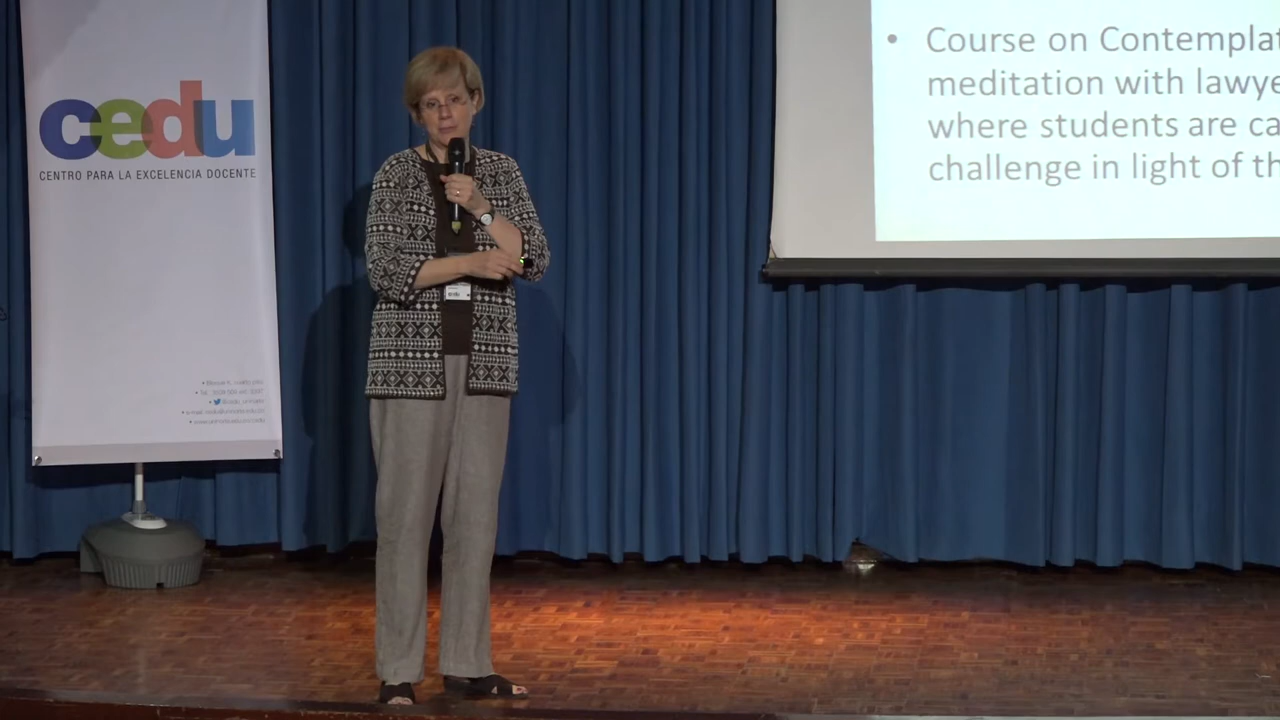 cedu
CENTRO PARA LA EXCELENCIA DOCENTE
• Course on Contemplat
meditation with lawye
where students are ca
challenge in light of th